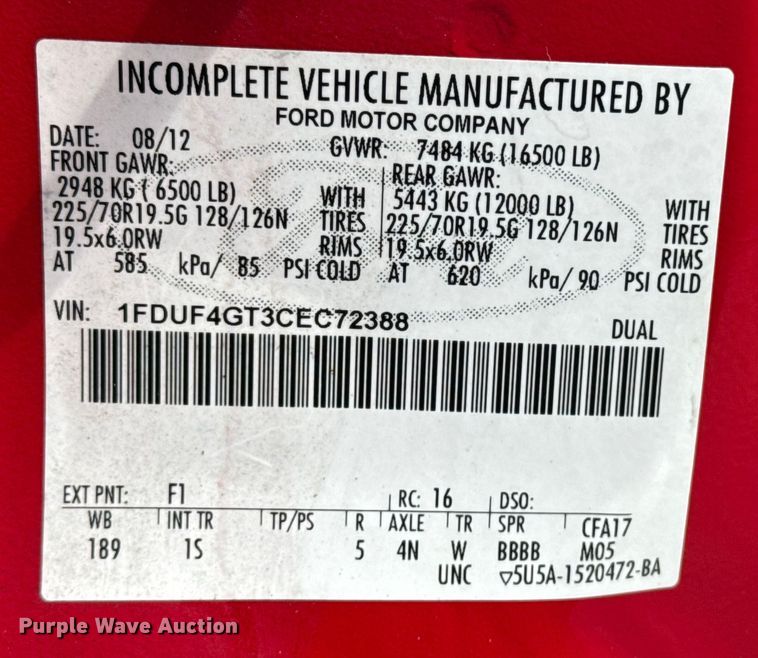 INCOMPLETE VEHICLE MANUFACTURED BY
FORD MOTOR COMPANY
DATE: 08/12 GVWR: 7484 KG (16500 LB)
FRONT GAWR: REAR GAWR:
2948 KG ( 6500 LB) WITH 5443 KG (12000 LB) WITH
225/70R19.5G 128/126N TIRES 225/70R19.5G 128/126N TIRES
19.5x6.0RW RIMS 19.5x6.0RW RIMS
AT 585 kPa/ 85 PSI COLD AT 620 kPa/ 90 PSI COLD
VIN: 1FDUF4GT3CEC72388 DUAL
EXT PNT: F1 RC: 16 DSO:
WB INT TR TP/PS R AXLE TR SPR CFA17
189 1S 5 4N W BBBB M05
UNC ▽5U5A-1520472-BA
Purple Wave Auction